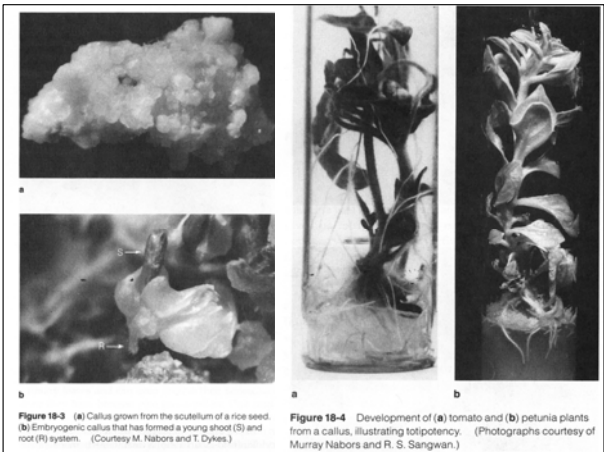 a
S
R
b
Figure 18-3 (a) Callus grown from the scutellum of a rice seed.
(b) Embryogenic callus that has formed a young shoot (S) and
root (R) system. (Courtesy M. Nabors and T. Dykes.)
a
b
Figure 18-4 Development of (a) tomato and (b) petunia plants
from a callus, illustrating totipotency. (Photographs courtesy of
Murray Nabors and R. S. Sangwan.)